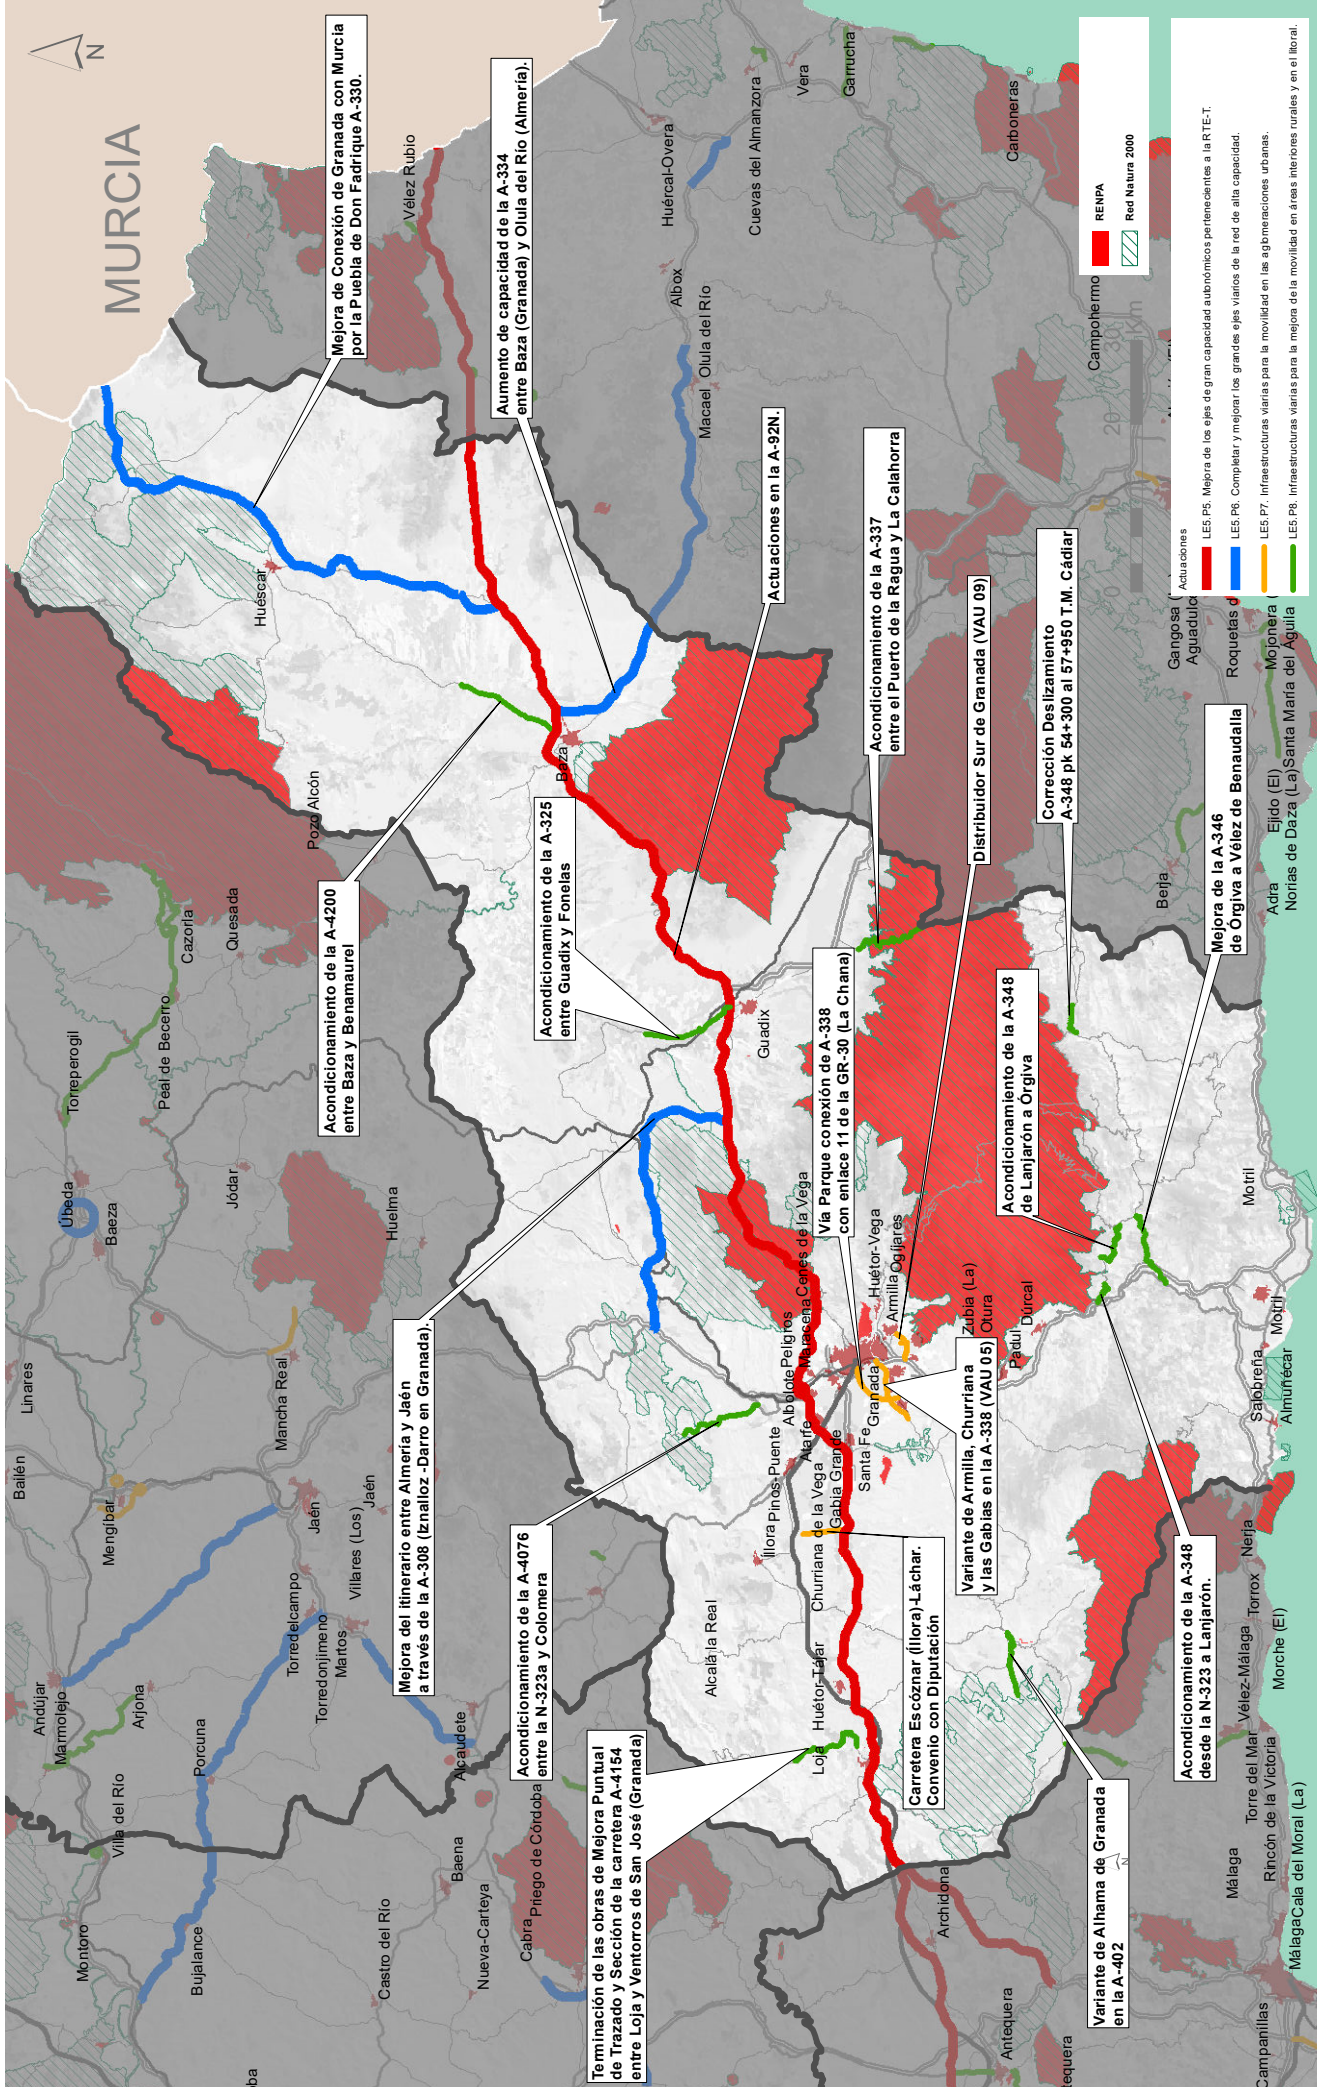 N
MURCIA
Mejora de Conexión de Granada con Murcia
por la Puebla de Don Fadrique A-330.
Aumento de capacidad de la A-334
entre Baza (Granada) y Olula del Río (Almería).
Actuaciones en la A-92N.
Acondicionamiento de la A-337
entre el Puerto de la Ragua y La Calahorra
Distribuidor Sur de Granada (VAU 09)
Corrección Deslizamiento
A-348 pk 54+300 al 57+950 T.M. Cádiar
Mejora de la A-346
de Órgiva a Vélez de Benaudalla
Acondicionamiento de la A-4200
entre Baza y Benamaurel
Acondicionamiento de la A-325
entre Guadix y Fonelas
Vía Parque conexión de A-338
con enlace 11 de la GR-30 (La Chana)
Acondicionamiento de la A-348
de Lanjarón a Órgiva
Mejora del itinerario entre Almería y Jaén
a través de la A-308 (Iznalloz -Darro en Granada).
Acondicionamiento de la A-4076
entre la N-323a y Colomera
Terminación de las obras de Mejora Puntual
de Trazado y Sección de la carretera A-4154
entre Loja y Ventorros de San José (Granada)
Carretera Escóznar (Íllora)-Láchar.
Convenio con Diputación
Variante de Armilla, Churriana
y las Gabias en la A-338 (VAU 05)
Acondicionamiento de la A-348
desde la N-323 a Lanjarón.
Variante de Alhama de Granada
en la A-402
N
Vélez Rubio
Huércal-Overa
Cuevas del Almanzora
Vera
Garrucha
Carboneras
Albox
Olula del Río
Macael
Campohermo
Huéscar
Baza
Pozo Alcón
Quesada
Cazorla
Peal de Becerro
Torreperogil
Úbeda
Baeza
Jódar
Huelma
Guadix
Linares
Bailén
Mancha Real
Mengíbar
Jaén
Jaén
Villares (Los)
Torredelcampo
Torredonjimeno
Martos
Andújar
Marmolejo
Arjona
Porcuna
Alcaudete
Villa del Río
Montoro
Bujalance
Castro del Río
Baena
Nueva-Carteya
Cabra
Priego de Córdoba
Alcalá la Real
Íllora
Pinos-Puente
Albolote
Peligros
Maracena
Cenes de la Vega
Atarfe
Churriana de la Vega
Gabia Grande
Santa Fe
Granada
Huétor-Vega
Armilla
Ogíjares
Zubia (La)
Otura
Padul
Dúrcal
Huétor-Tájar
Loja
Archidona
Antequera
Campanillas
Málaga
Málaga
Cala del Moral (La)
Rincón de la Victoria
Torre del Mar
Vélez-Málaga
Morche (El)
Torrox
Nerja
Almuñécar
Salobreña
Motril
Motril
Adra
Berja
Norias de Daza (La)
Ejido (El)
Santa María del Águila
Mojonera (
Roquetas d
Aguadulc
Gangosa (
0
20
30
Km
RENPA
Red Natura 2000
Actuaciones
LE5.P5. Mejora de los ejes de gran capacidad autonómicos pertenecientes a la RTE-T.
LE5.P6. Completar y mejorar los grandes ejes viarios de la red de alta capacidad.
LE5.P7. Infraestructuras viarias para la movilidad en las aglomeraciones urbanas.
LE5.P8. Infraestructuras viarias para la mejora de la movilidad en áreas interiores rurales y en el litoral.